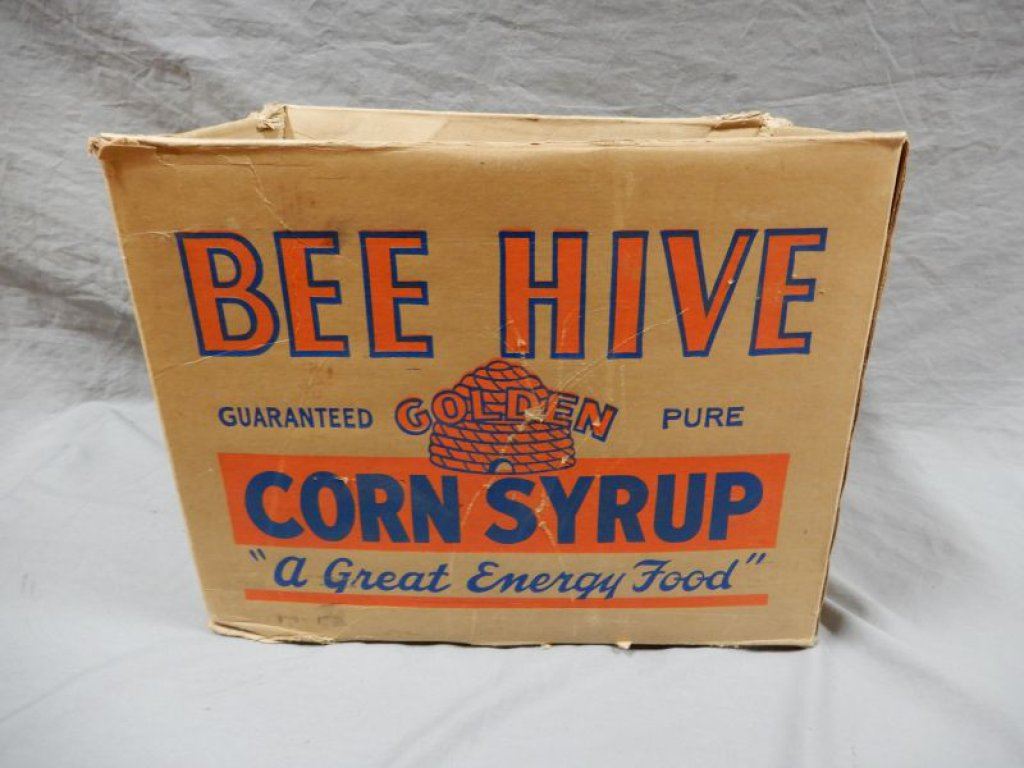 BEE HIVE
GUARANTEED GOLDEN PURE
CORN SYRUP
"A Great Energy Food"